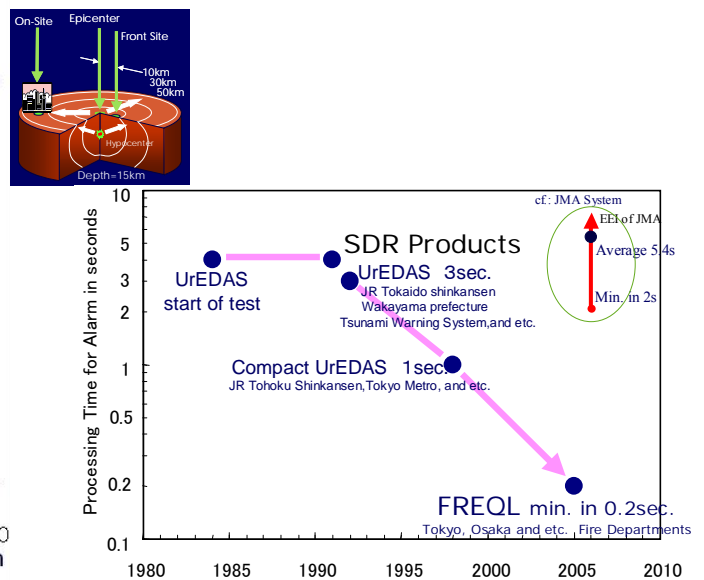 On-Site
Epicenter
Front Site
10km
30km
50km
Hypocenter
Depth=15km
Processing Time for Alarm in seconds
10
5
3
2
1
0.5
0.2
0.1
1980
1985
1990
1995
2000
2005
2010
cf.: JMA System
EEI of JMA
Average 5.4s
Min. in 2s
SDR Products
UrEDAS
start of test
UrEDAS 3sec.
JR Tokaido shinkansen
Wakayama prefecture
Tsunami Warning System,and etc.
Compact UrEDAS 1sec.
JR Tohoku Shinkansen,Tokyo Metro, and etc.
FREQL min. in 0.2sec.
Tokyo, Osaka and etc. ,Fire Departments